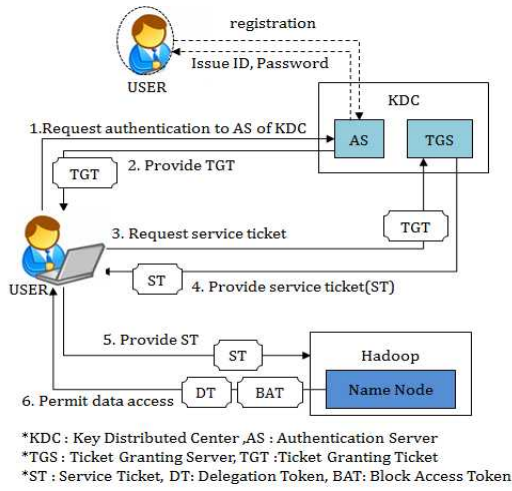 registration
Issue ID, Password
USER
KDC
1.Request authentication to AS of KDC
AS
TGS
2. Provide TGT
TGT
TGT
3. Request service ticket
USER
ST
4. Provide service ticket(ST)
5. Provide ST
ST
Hadoop
Name Node
DT
BAT
6. Permit data access
*KDC : Key Distributed Center ,AS : Authentication Server
*TGS : Ticket Granting Server, TGT :Ticket Granting Ticket
*ST : Service Ticket, DT: Delegation Token, BAT: Block Access Token